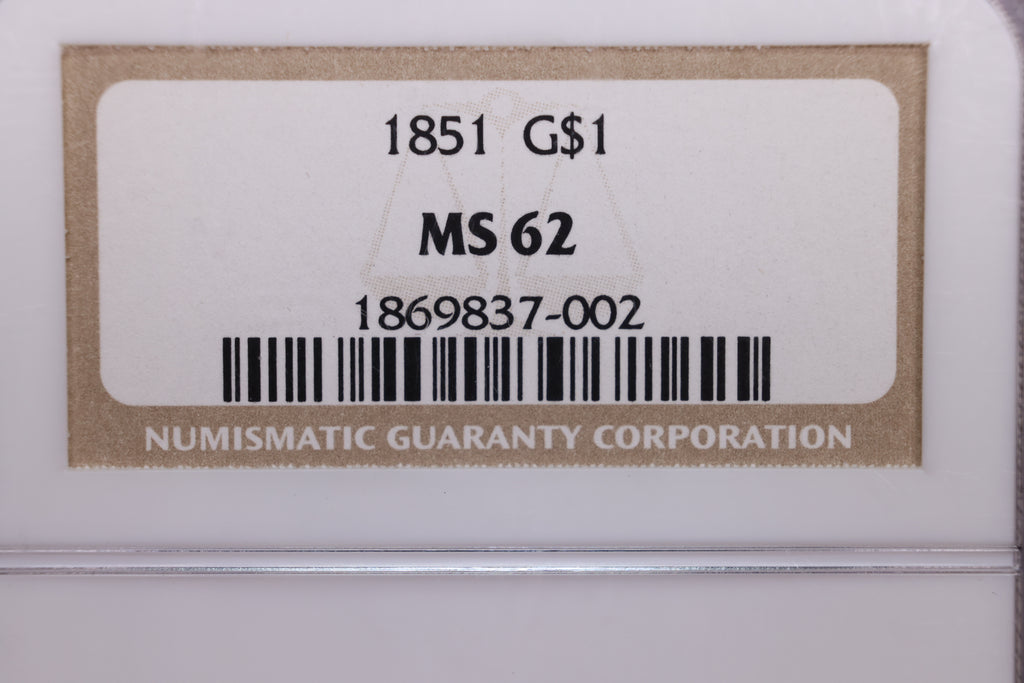 1851 G$1
MS 62
1869837-002
NUMISMATIC GUARANTY CORPORATION